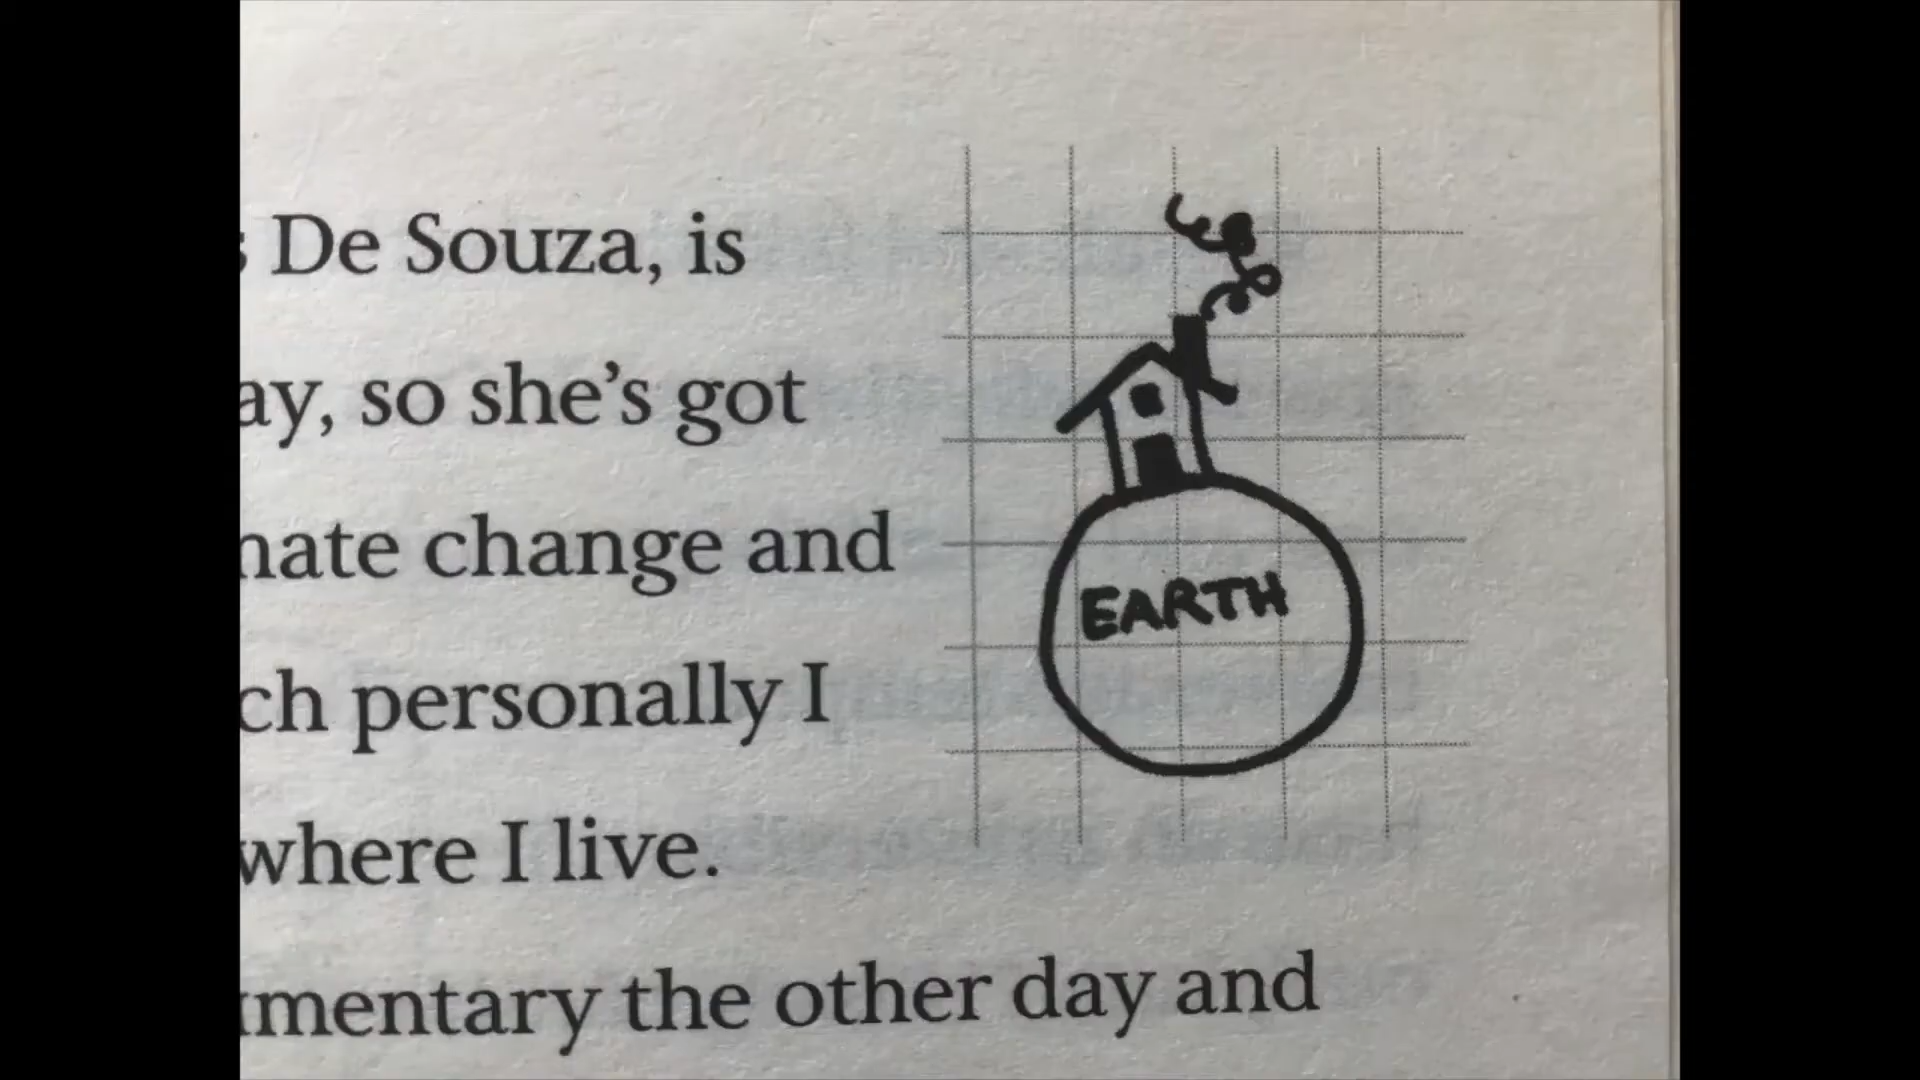 De Souza, is
ay, so she's got
nate change and
ch personally I
where I live.
mentary the other day and
EARTH